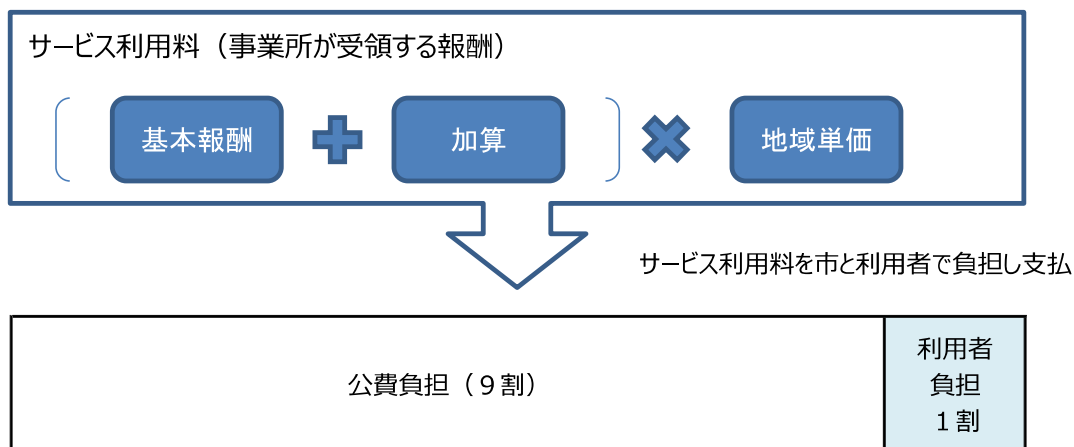 サービス利用料（事業所が受領する報酬）
基本報酬
加算
地域単価
サービス利用料を市と利用者で負担し支払
公費負担（９割）
利用者
負担
１割